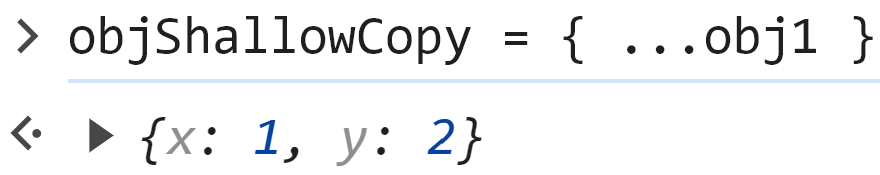 > objShallowCopy = { ...obj1 }
{x: 1, y: 2}